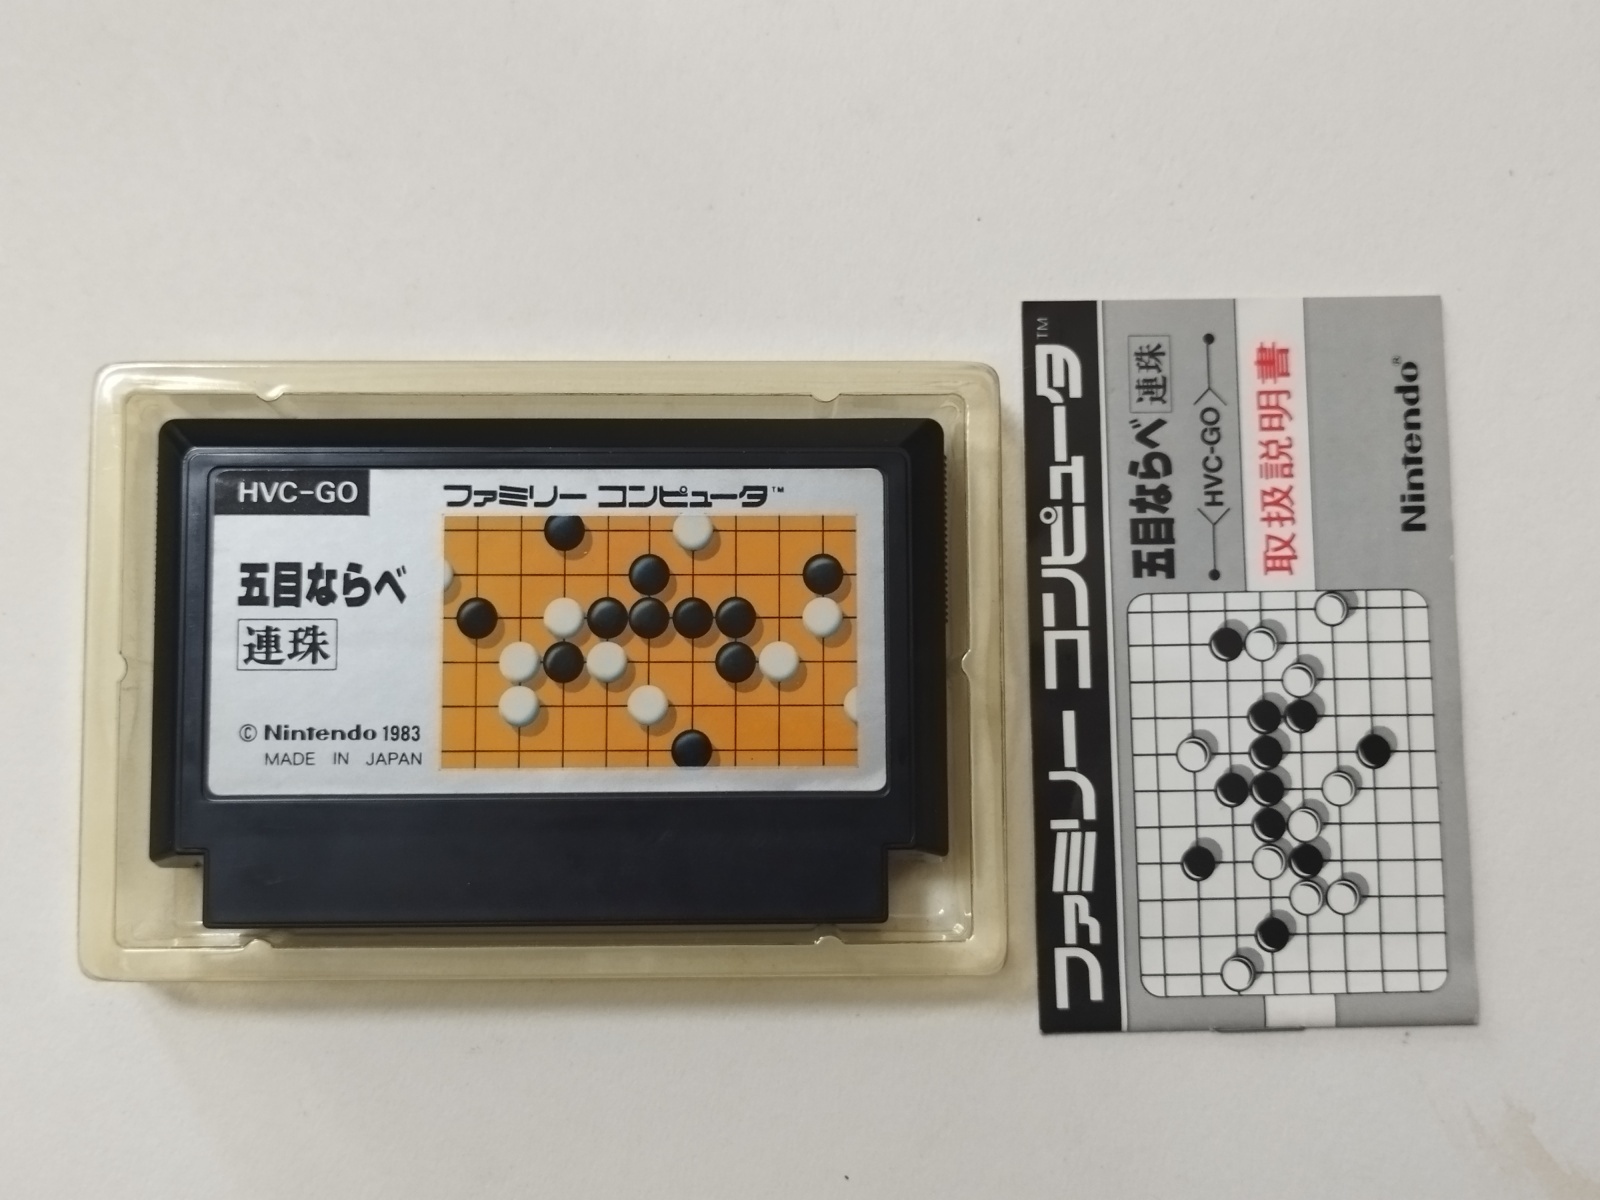 HVC-GO
ファミリー コンピュータ™
五目ならべ
連珠
© Nintendo 1983
MADE IN JAPAN
ファミリー コンピュータ™
五目ならべ 連珠
HVC-GO
取扱説明書
Nintendo®